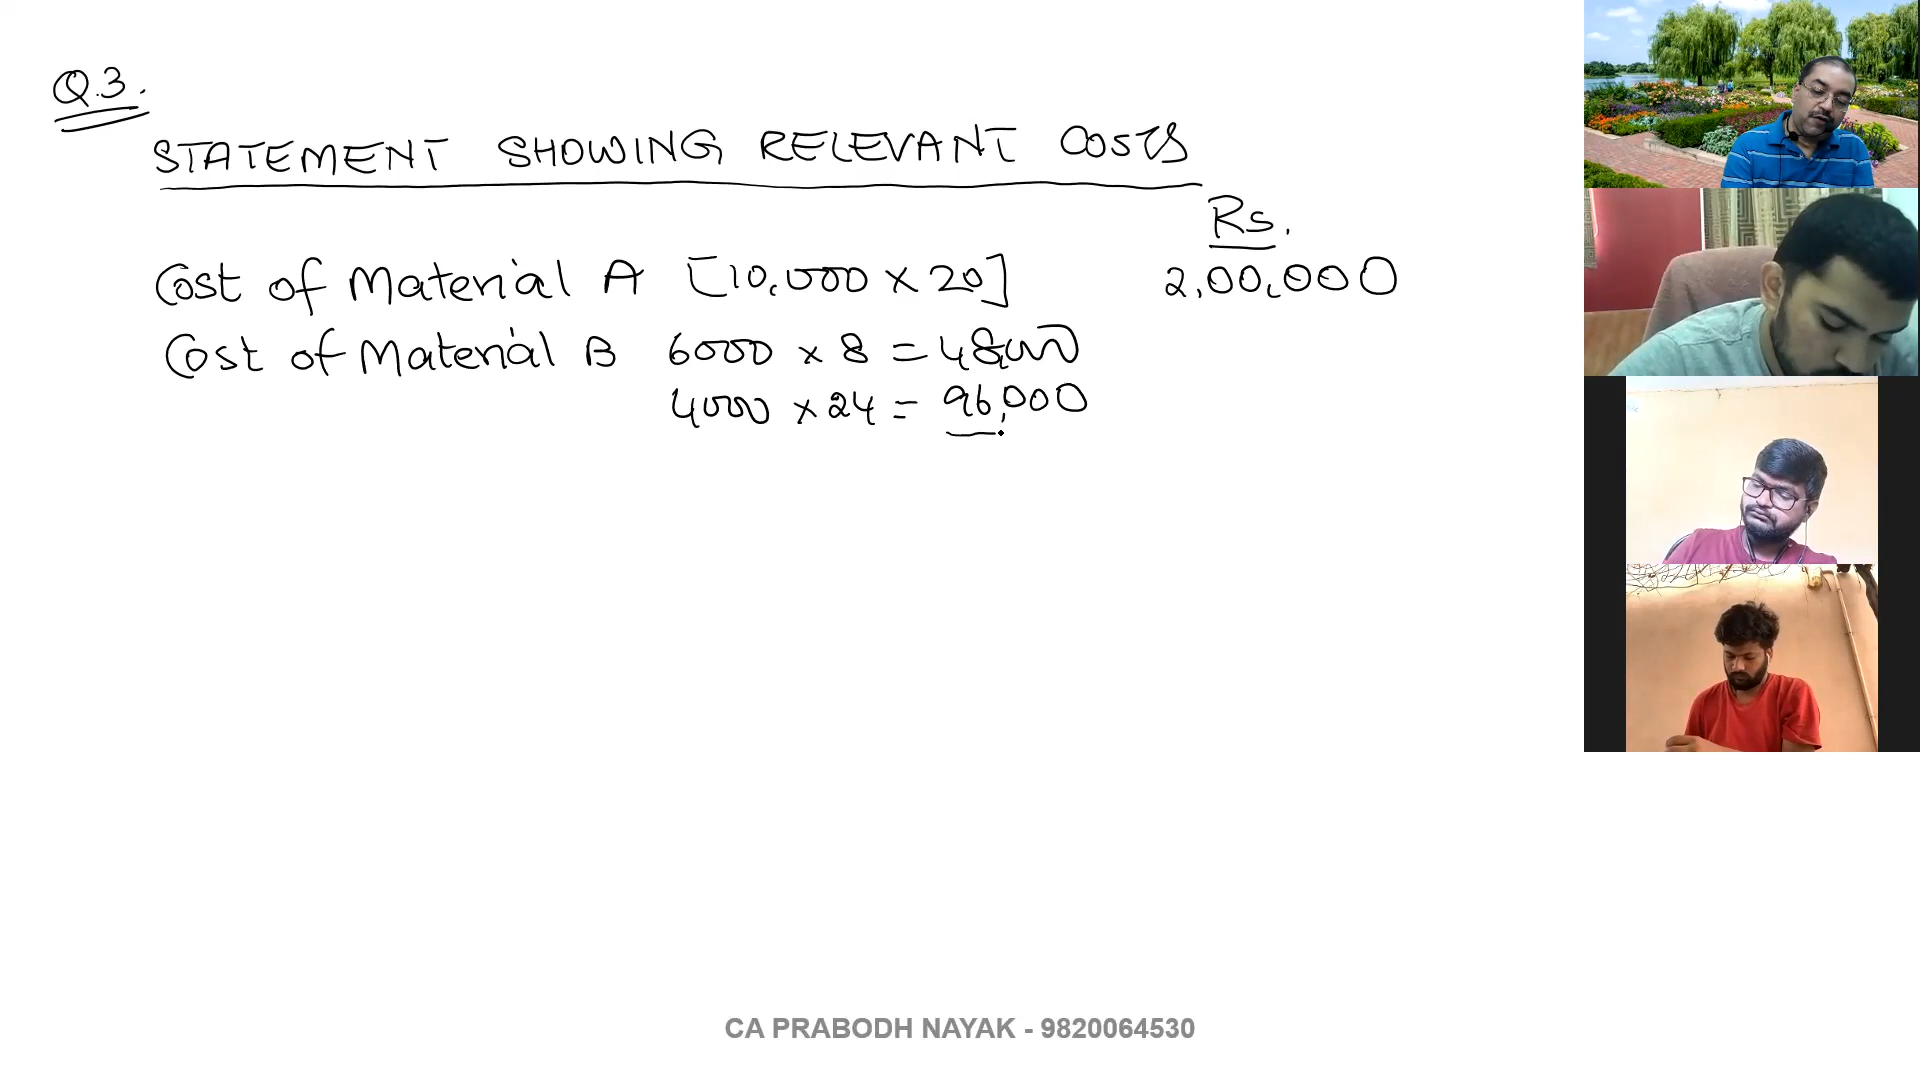 Q.3.
STATEMENT SHOWING RELEVANT COSTS
Rs.
Cost of Material A [10,000 × 20] 2,00,000
Cost of Material B 6000 × 8 = 48,000
4000 × 24 = 96,000
CA PRABODH NAYAK - 9820064530